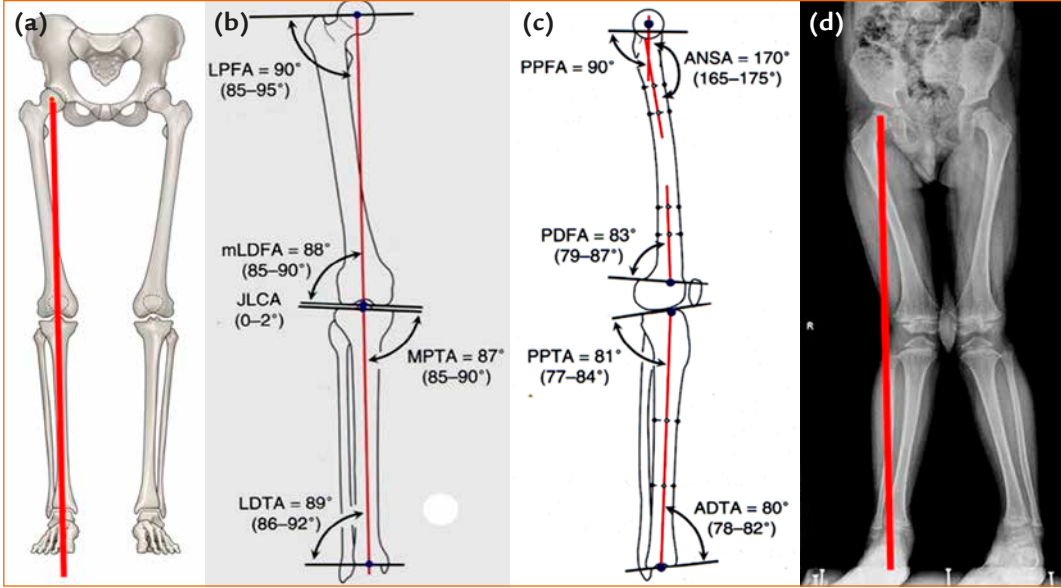 (a)
(b)
LPFA = 90°
(85–95°)
mLDFA = 88°
(85–90°)
JLCA
(0–2°)
MPTA = 87°
(85–90°)
LDTA = 89°
(86–92°)
(c)
PPFA = 90°
ANSA = 170°
(165–175°)
PDFA = 83°
(79–87°)
PPTA = 81°
(77–84°)
ADTA = 80°
(78–82°)
(d)
R